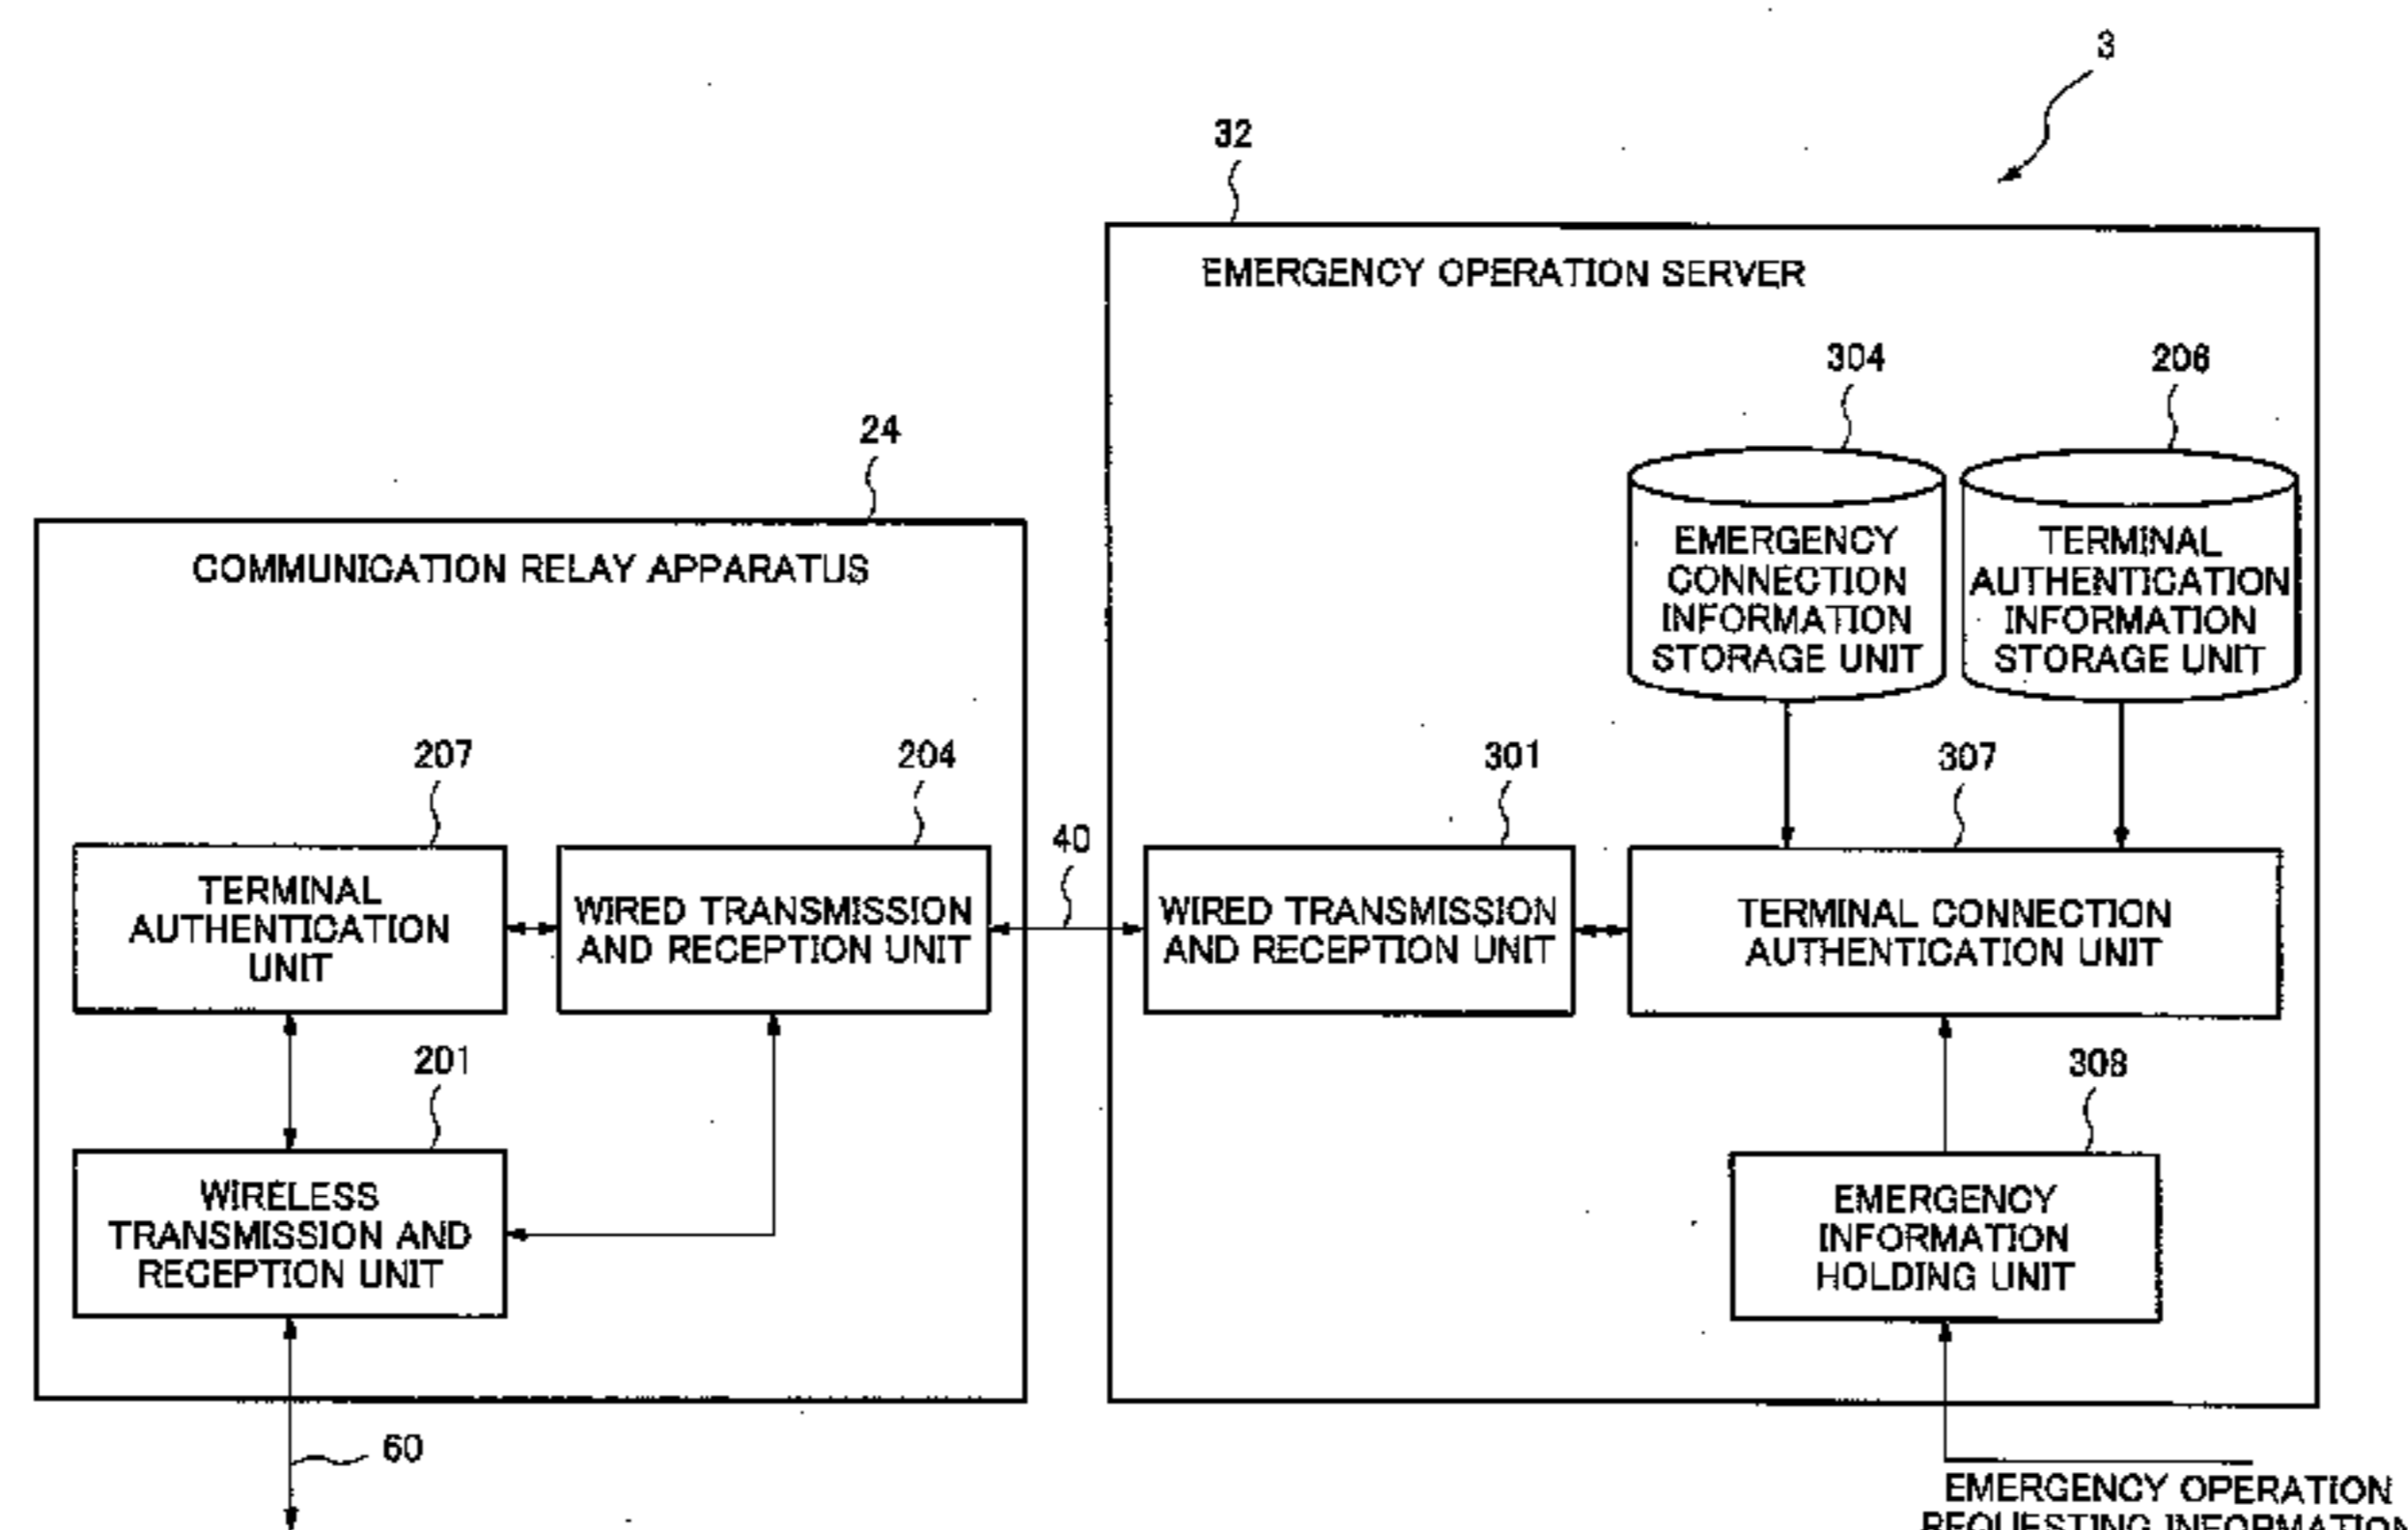 3
32
EMERGENCY OPERATION SERVER
304
206
24
EMERGENCY
CONNECTION
INFORMATION
STORAGE UNIT
TERMINAL
AUTHENTICATION
INFORMATION
STORAGE UNIT
COMMUNICATION RELAY APPARATUS
207
204
40
301
307
TERMINAL
AUTHENTICATION
UNIT
WIRED TRANSMISSION
AND RECEPTION UNIT
WIRED TRANSMISSION
AND RECEPTION UNIT
TERMINAL CONNECTION
AUTHENTICATION UNIT
201
308
WIRELESS
TRANSMISSION AND
RECEPTION UNIT
EMERGENCY
INFORMATION
HOLDING UNIT
60
EMERGENCY OPERATION
REQUESTING INFORMATION